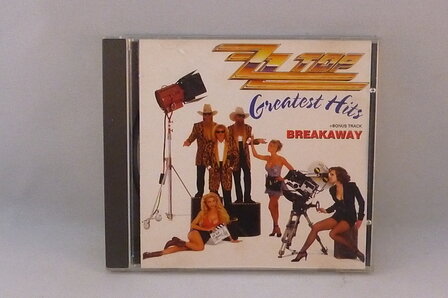 ZZ TOP
Greatest Hits
+BONUS TRACK
BREAKAWAY